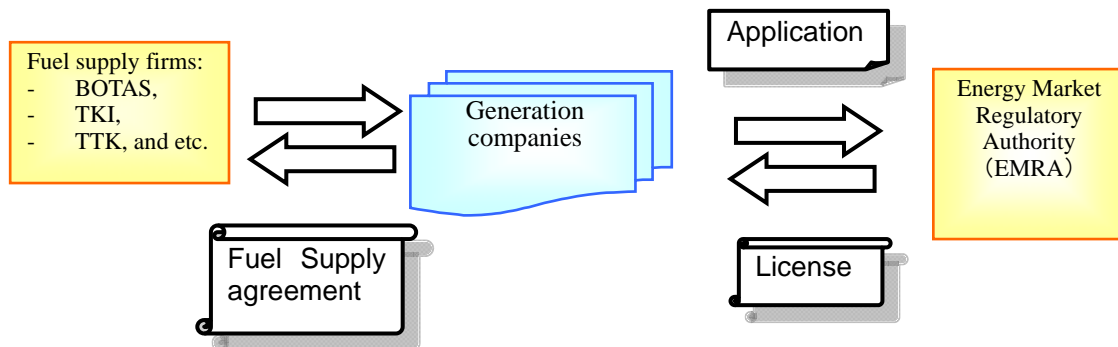 Fuel supply firms:
- BOTAS,
- TKI,
- TTK, and etc.
Generation
companies
Application
Energy Market
Regulatory
Authority
（EMRA）
Fuel Supply
agreement
License